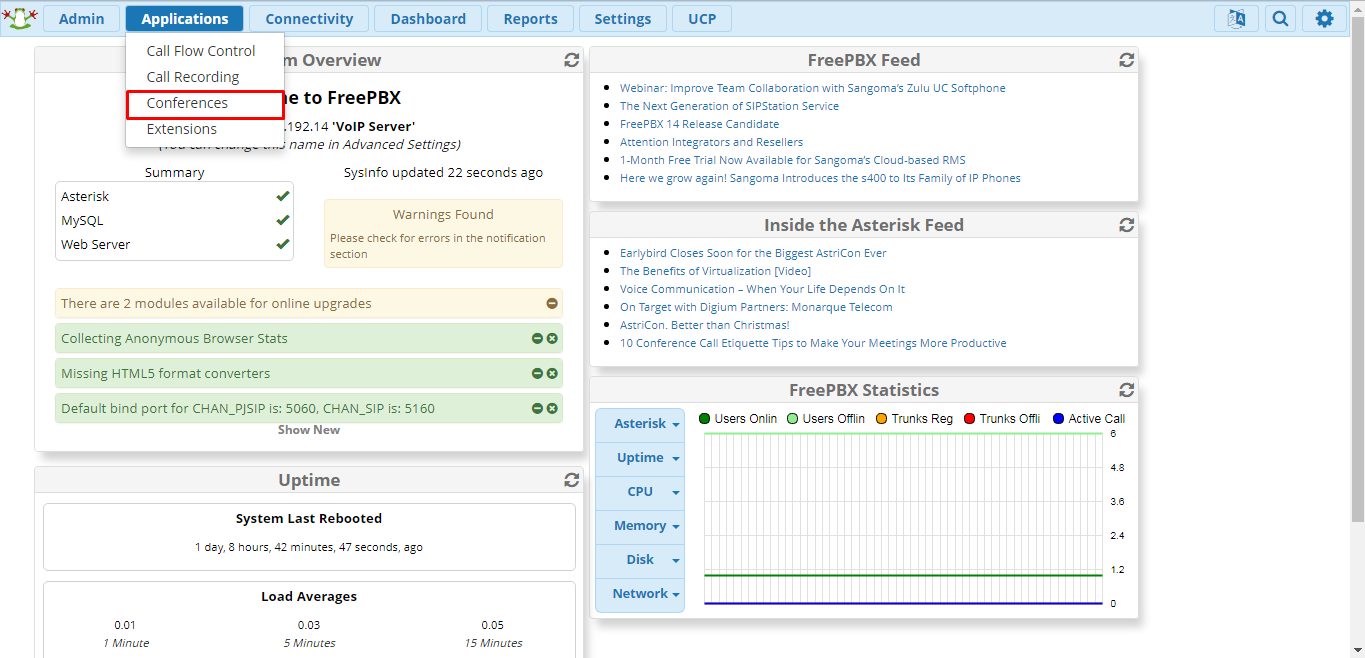 Admin
Applications
Connectivity
Dashboard
Reports
Settings
UCP
Call Flow Control
Call Recording
Conferences
Extensions
m Overview
e to FreePBX
.192.14 'VoIP Server'
(You can change this name in Advanced Settings)
Summary
SysInfo updated 22 seconds ago
Asterisk
MySQL
Web Server
Warnings Found
Please check for errors in the notification
section
There are 2 modules available for online upgrades
Collecting Anonymous Browser Stats
Missing HTML5 format converters
Default bind port for CHAN_PJSIP is: 5060, CHAN_SIP is: 5160
Show New
Uptime
System Last Rebooted
1 day, 8 hours, 42 minutes, 47 seconds, ago
Load Averages
0.01
0.03
0.05
1 Minute
5 Minutes
15 Minutes
FreePBX Feed
Webinar: Improve Team Collaboration with Sangoma's Zulu UC Softphone
The Next Generation of SIPStation Service
FreePBX 14 Release Candidate
Attention Integrators and Resellers
1-Month Free Trial Now Available for Sangoma's Cloud-based RMS
Here we grow again! Sangoma Introduces the s400 to Its Family of IP Phones
Inside the Asterisk Feed
Earlybird Closes Soon for the Biggest AstriCon Ever
The Benefits of Virtualization [Video]
Voice Communication – When Your Life Depends On It
On Target with Digium Partners: Monarque Telecom
AstriCon. Better than Christmas!
10 Conference Call Etiquette Tips to Make Your Meetings More Productive
FreePBX Statistics
Asterisk
Uptime
CPU
Memory
Disk
Network
Users Onlin
Users Offlin
Trunks Reg
Trunks Offli
Active Call
6
4.8
3.6
2.4
1.2
0